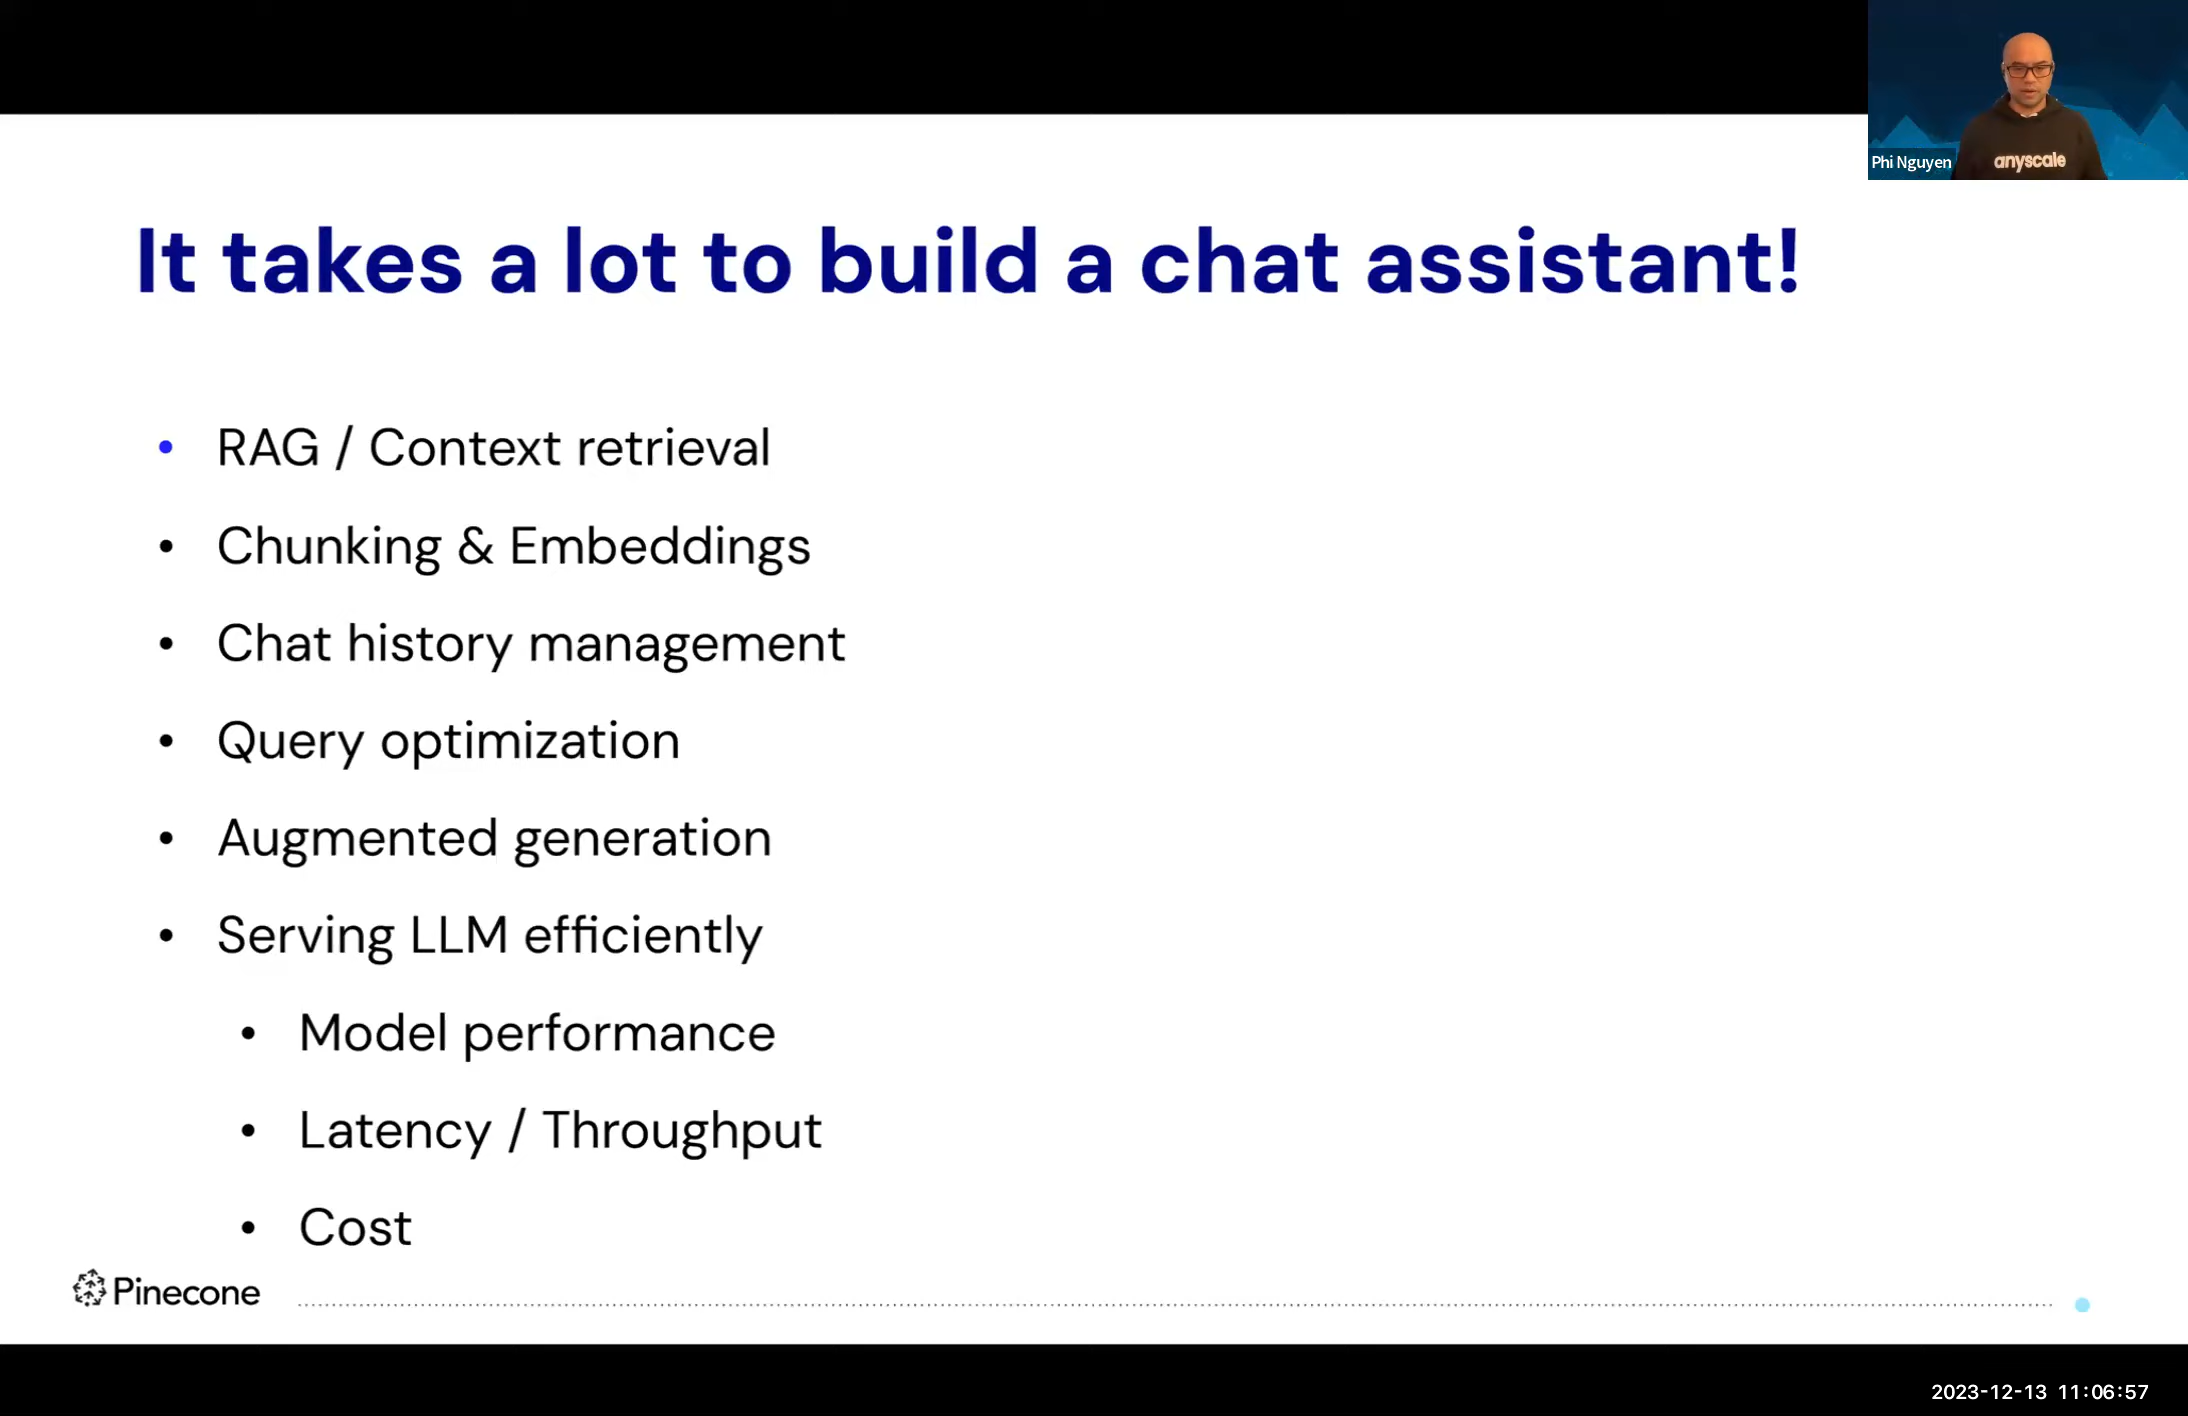 Phi Nguyen
anyscale
It takes a lot to build a chat assistant!
• RAG / Context retrieval
• Chunking & Embeddings
• Chat history management
• Query optimization
• Augmented generation
• Serving LLM efficiently
• Model performance
• Latency / Throughput
• Cost
Pinecone
2023-12-13 11:06:57